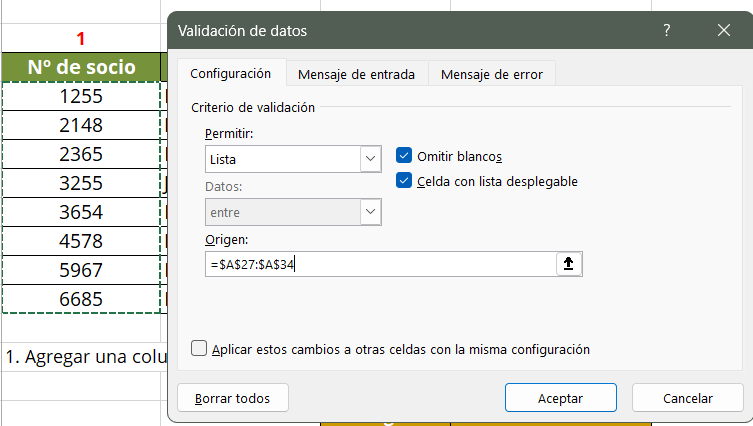 1
Nº de socio
1255
2148
2365
3255
3654
4578
5967
6685
1. Agregar una colu
Validación de datos
?
Configuración
Mensaje de entrada
Mensaje de error
Criterio de validación
Permitir:
Lista
Omitir blancos
Celda con lista desplegable
Datos:
entre
Origen:
=$A$27:$A$34
Aplicar estos cambios a otras celdas con la misma configuración
Borrar todos
Aceptar
Cancelar